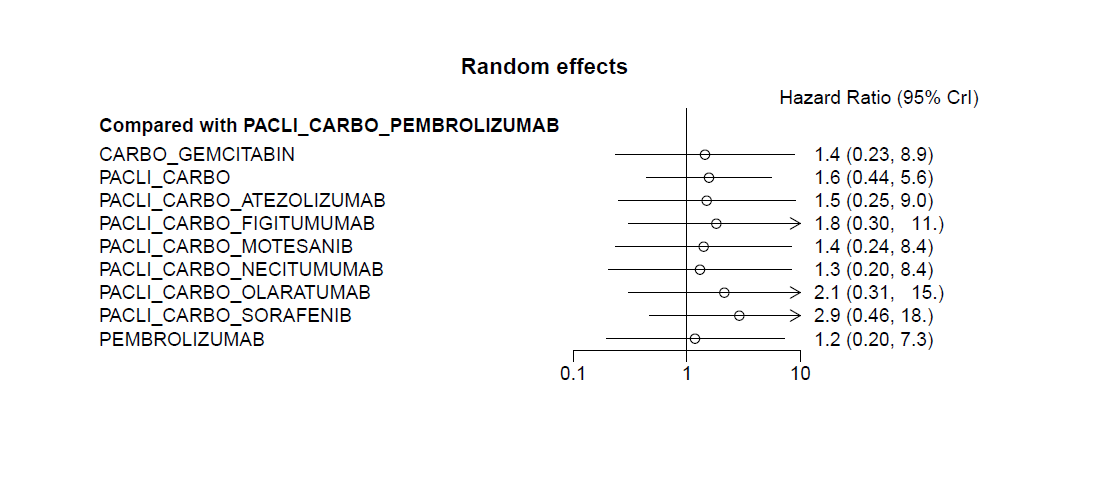 Random effects
Hazard Ratio (95% CrI)
Compared with PACLI_CARBO_PEMBROLIZUMAB
CARBO_GEMCITABIN 1.4 (0.23, 8.9)
PACLI_CARBO 1.6 (0.44, 5.6)
PACLI_CARBO_ATEZOLIZUMAB 1.5 (0.25, 9.0)
PACLI_CARBO_FIGITUMUMAB 1.8 (0.30, 11.)
PACLI_CARBO_MOTESANIB 1.4 (0.24, 8.4)
PACLI_CARBO_NECITUMUMAB 1.3 (0.20, 8.4)
PACLI_CARBO_OLARATUMAB 2.1 (0.31, 15.)
PACLI_CARBO_SORAFENIB 2.9 (0.46, 18.)
PEMBROLIZUMAB 1.2 (0.20, 7.3)
0.1 1 10